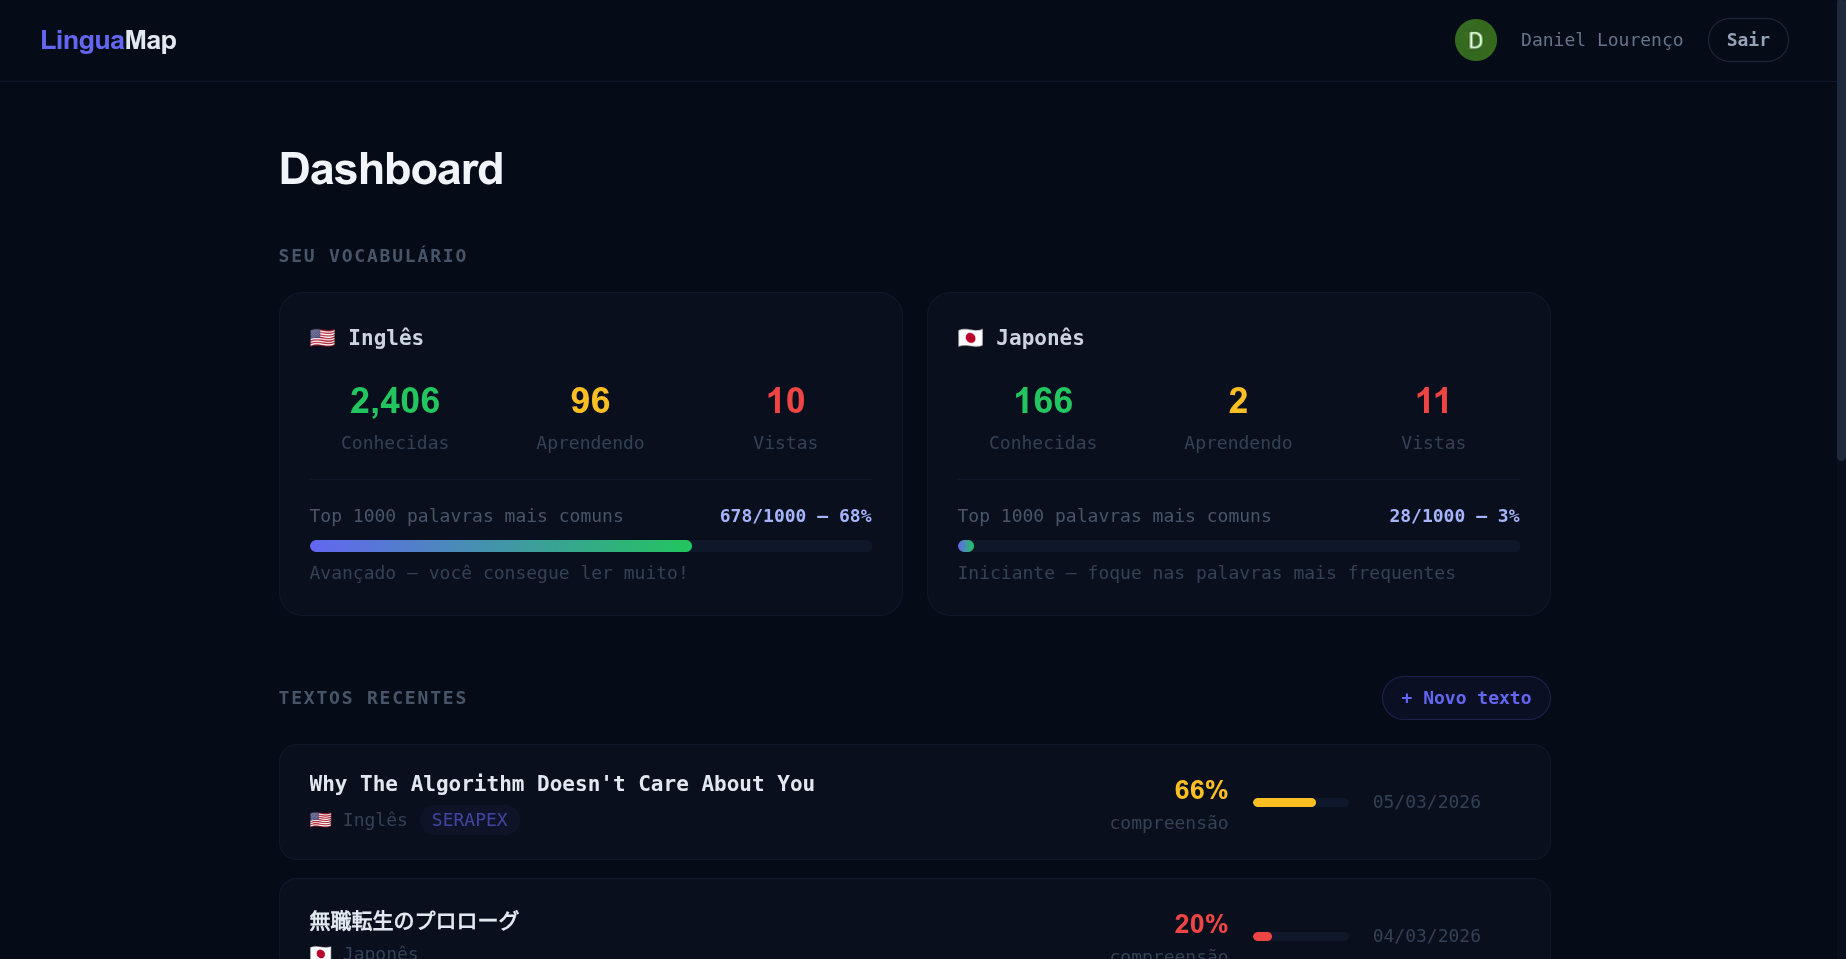 LinguaMap
D Daniel Lourenço Sair
Dashboard
SEU VOCABULÁRIO
Inglês
2,406 96 10
Conhecidas Aprendendo Vistas
Top 1000 palavras mais comuns 678/1000 — 68%
Avançado — você consegue ler muito!
Japonês
166 2 11
Conhecidas Aprendendo Vistas
Top 1000 palavras mais comuns 28/1000 — 3%
Iniciante — foque nas palavras mais frequentes
TEXTOS RECENTES + Novo texto
Why The Algorithm Doesn't Care About You
Inglês SERAPEX
66%
compreensão
05/03/2026
無職転生のプロローグ
Japonês
20%
compreensão
04/03/2026